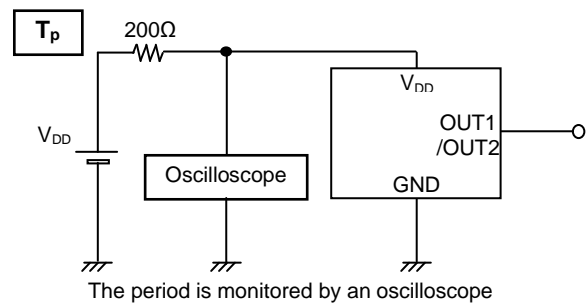 Tp
200Ω
VDD
VDD
OUT1
/OUT2
Oscilloscope
GND
The period is monitored by an oscilloscope